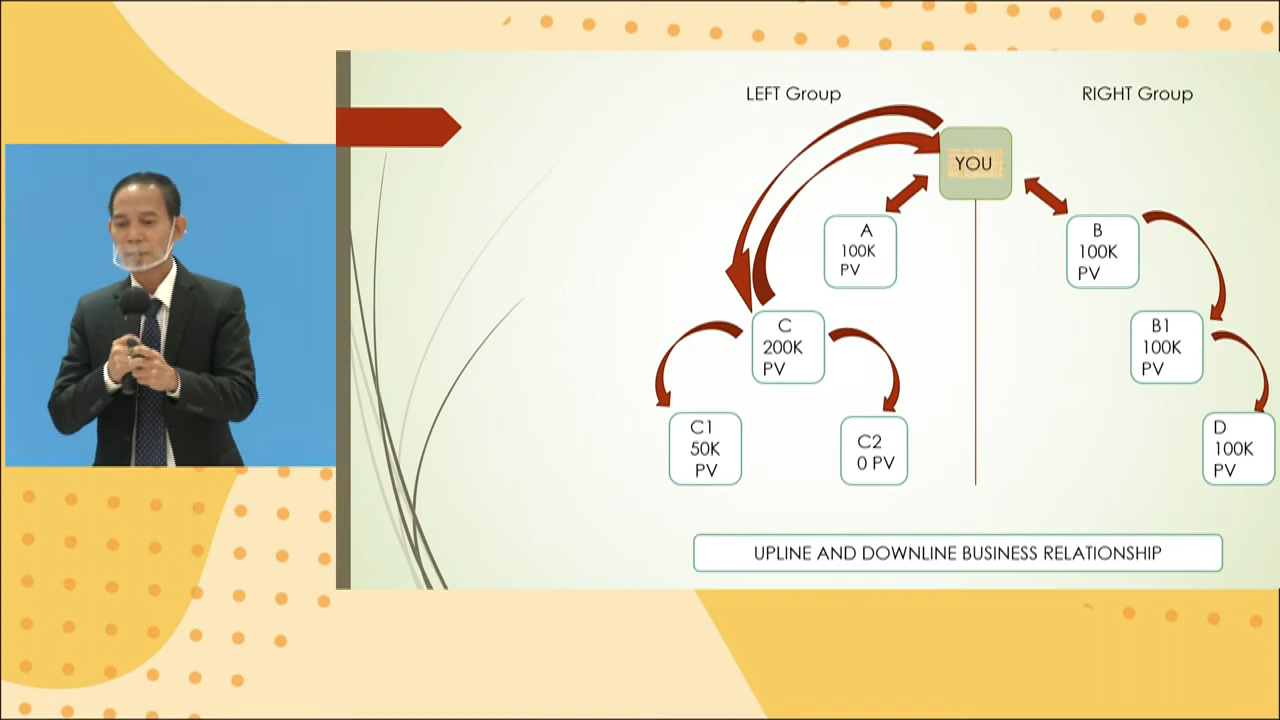 LEFT Group
RIGHT Group
YOU
A
100K
PV
B
100K
PV
C
200K
PV
B1
100K
PV
C1
50K
PV
C2
0 PV
D
100K
PV
UPLINE AND DOWNLINE BUSINESS RELATIONSHIP